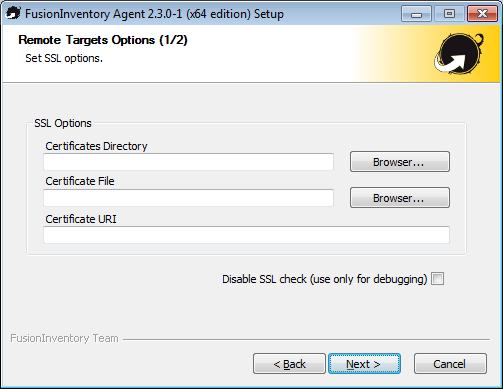 FusionInventory Agent 2.3.0-1 (x64 edition) Setup
Remote Targets Options (1/2)
Set SSL options.
SSL Options
Certificates Directory
Browser...
Certificate File
Browser...
Certificate URI
Disable SSL check (use only for debugging)
FusionInventory Team
< Back
Next >
Cancel